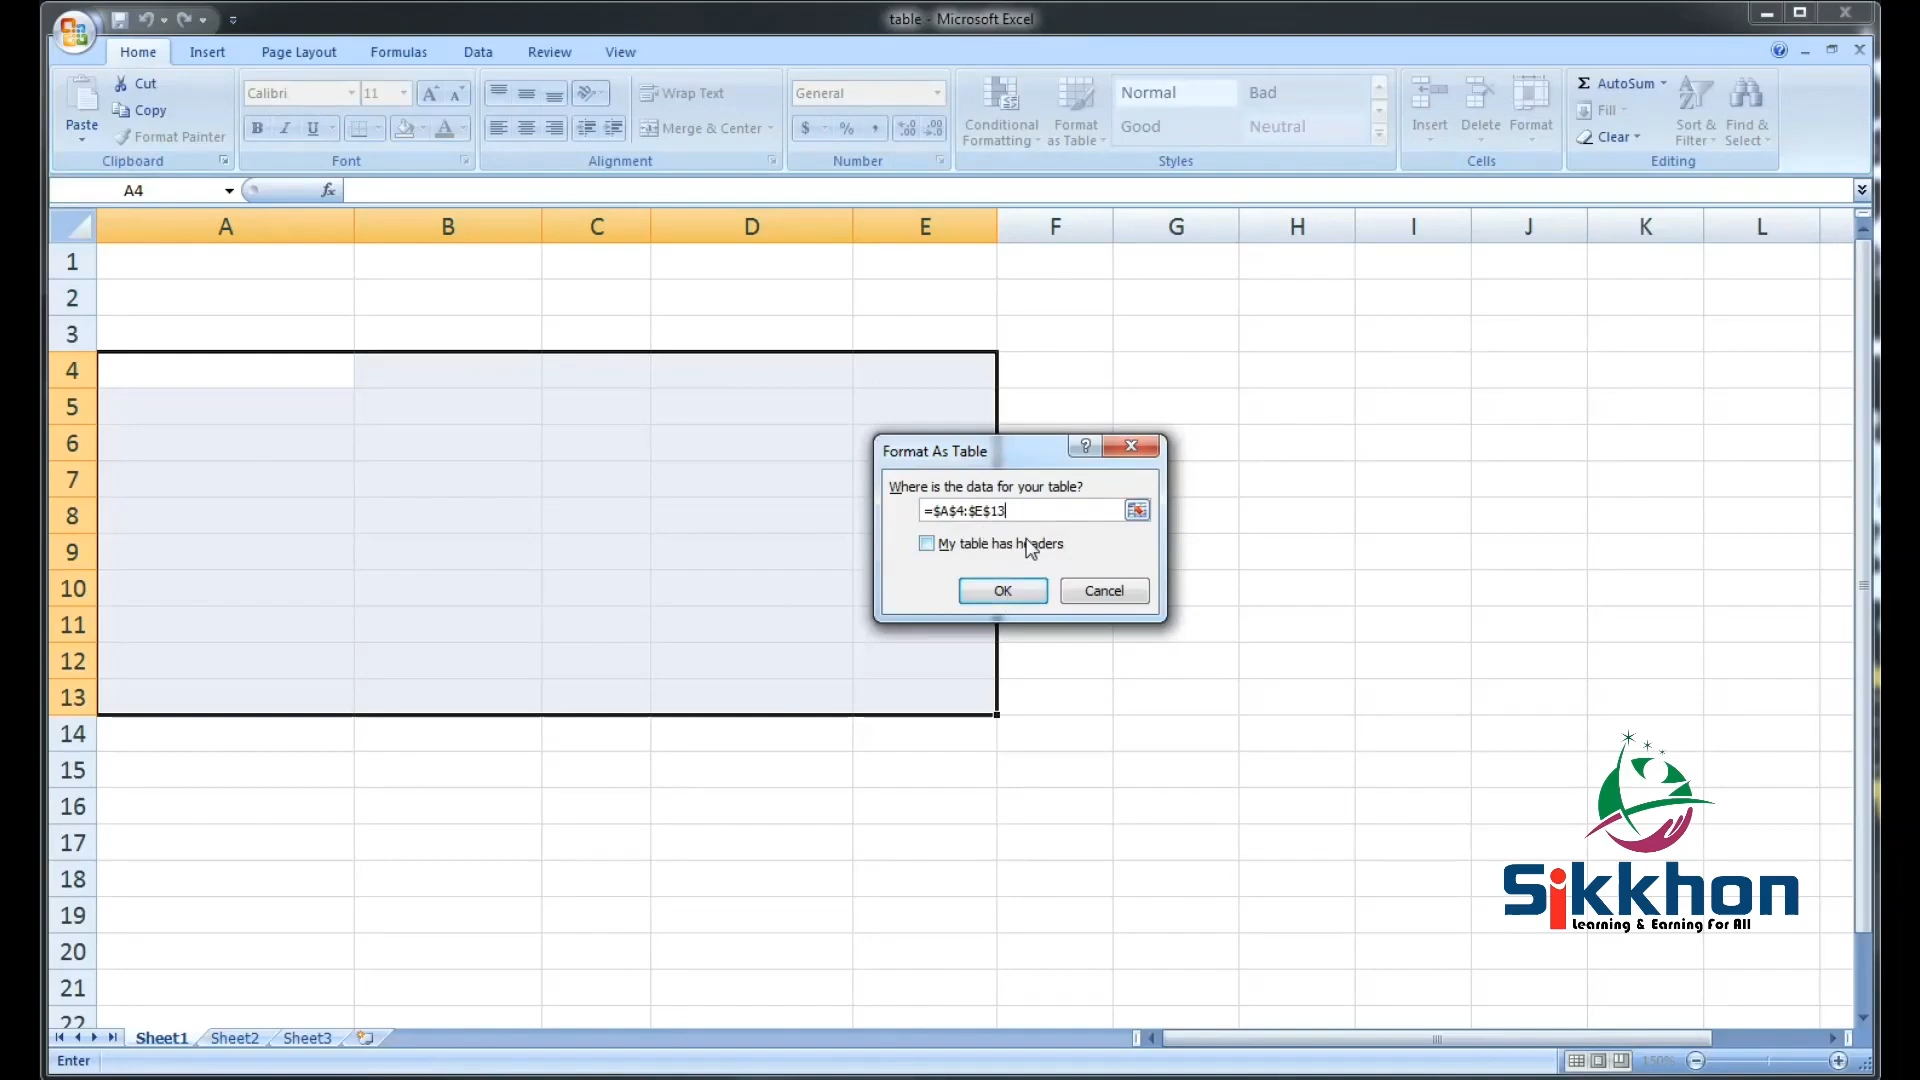 table - Microsoft Excel
Home Insert Page Layout Formulas Data Review View
Paste
Cut
Copy
Format Painter
Clipboard
Calibri 11
B I U
A
Font
Wrap Text
Merge & Center
Alignment
General
$ % ,
Number
Conditional Formatting
Format as Table
Normal Bad
Good Neutral
Styles
Insert Delete Format
Cells
Σ AutoSum
Fill
Clear
Sort & Filter
Find & Select
Editing
A4
fx
A B C D E F G H I J K L
1
2
3
4
5
6
7
8
9
10
11
12
13
14
15
16
17
18
19
20
21
22
Format As Table
Where is the data for your table?
=$A$4:$E$13
My table has headers
OK Cancel
Sikkhon
Learning & Earning For All
Sheet1 Sheet2 Sheet3
Enter
150%